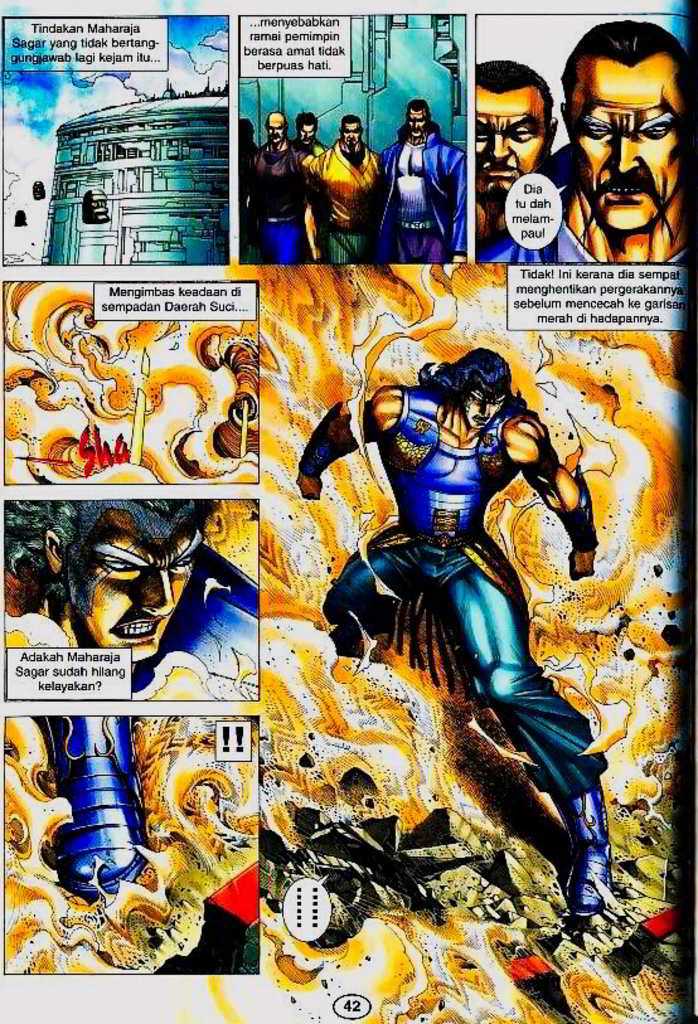 Tindakan Maharaja
Sagar yang tidak bertang-
gungjawab lagi kejam itu...
...menyebabkan
ramai pemimpin
berasa amat tidak
berpuas hati.
Dia
tu dah
melam-
pau!
Mengimbas keadaan di
sempadan Daerah Suci....
Tidak! Ini kerana dia sempat
menghentikan pergerakannya
sebelum mencecah ke garisan
merah di hadapannya.
Sha
Adakah Maharaja
Sagar sudah hilang
kelayakan?
!!
42